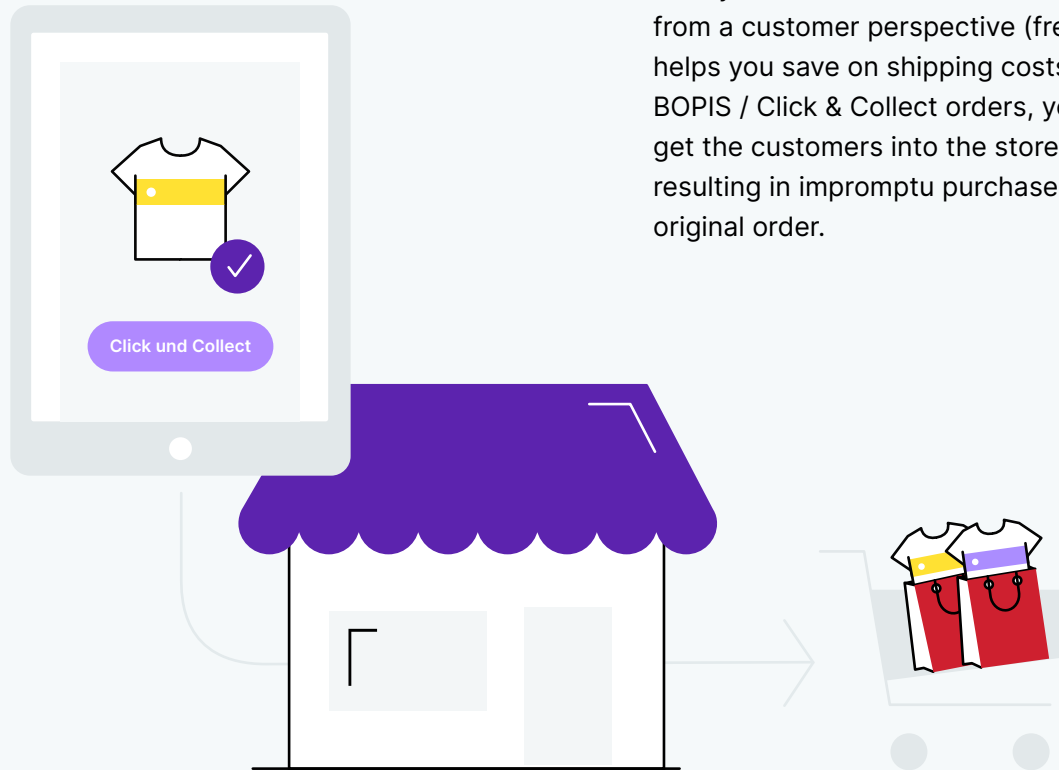 from a customer perspective (fre
helps you save on shipping costs
BOPIS / Click & Collect orders, yo
get the customers into the store
resulting in impromptu purchase
original order.
Click und Collect